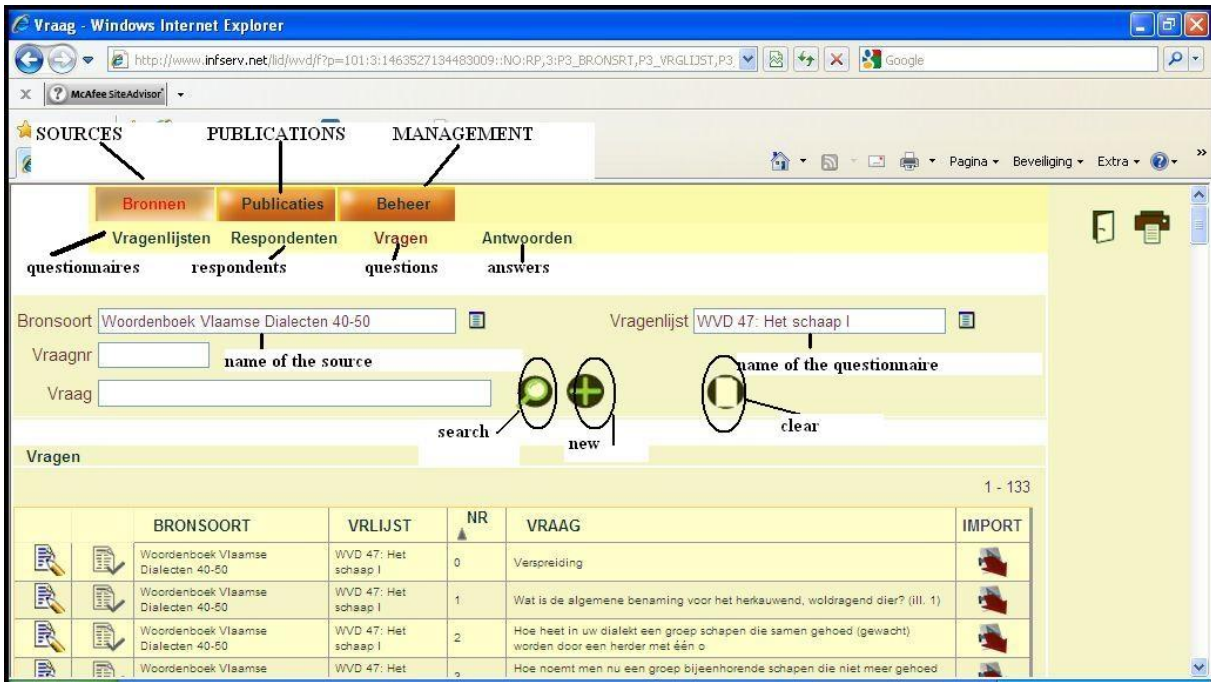 Vraag - Windows Internet Explorer
http://www.infserv.net/lid/wvd/f?p=101:3:1463527134483009::NO:RP,3:P3_BRONSRT,P3_VRGLIJST,P3_
Google
McAfee SiteAdvisor
SOURCES PUBLICATIONS MANAGEMENT
Pagina Beveiliging Extra »
Bronnen Publicaties Beheer
Vragenlijsten Respondenten Vragen Antwoorden
questionnaires respondents questions answers
Bronsoort Woordenboek Vlaamse Dialecten 40-50 Vragenlijst WVD 47: Het schaap I
Vraagnr name of the source name of the questionnaire
Vraag
search new clear
Vragen
1 - 133
BRONSOORT VRLIJST NR VRAAG IMPORT
Woordenboek Vlaamse Dialecten 40-50 WVD 47: Het schaap I 0 Verspreiding
Woordenboek Vlaamse Dialecten 40-50 WVD 47: Het schaap I 1 Wat is de algemene benaming voor het herkauwend, woldragend dier? (ill. 1)
Woordenboek Vlaamse Dialecten 40-50 WVD 47: Het schaap I 2 Hoe heet in uw dialekt een groep schapen die samen gehoed (gewacht) worden door een herder met één o
Woordenboek Vlaamse WVD 47: Het Hoe noemt men nu een groep bijeenhorende schapen die niet meer gehoed